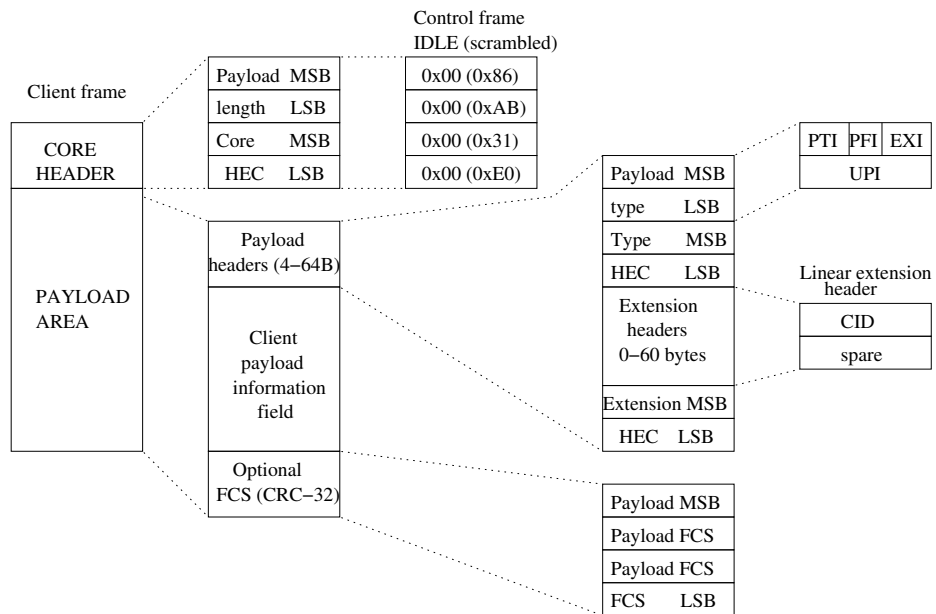 Control frame
IDLE (scrambled)
Client frame
Payload MSB
length LSB
Core MSB
HEC LSB
0x00 (0x86)
0x00 (0xAB)
0x00 (0x31)
0x00 (0xE0)
CORE
HEADER
PAYLOAD
AREA
Payload
headers (4−64B)
Client
payload
information
field
Optional
FCS (CRC−32)
Payload MSB
type LSB
Type MSB
HEC LSB
Extension
headers
0−60 bytes
Extension MSB
HEC LSB
PTI PFI EXI
UPI
Linear extension
header
CID
spare
Payload MSB
Payload FCS
Payload FCS
FCS LSB